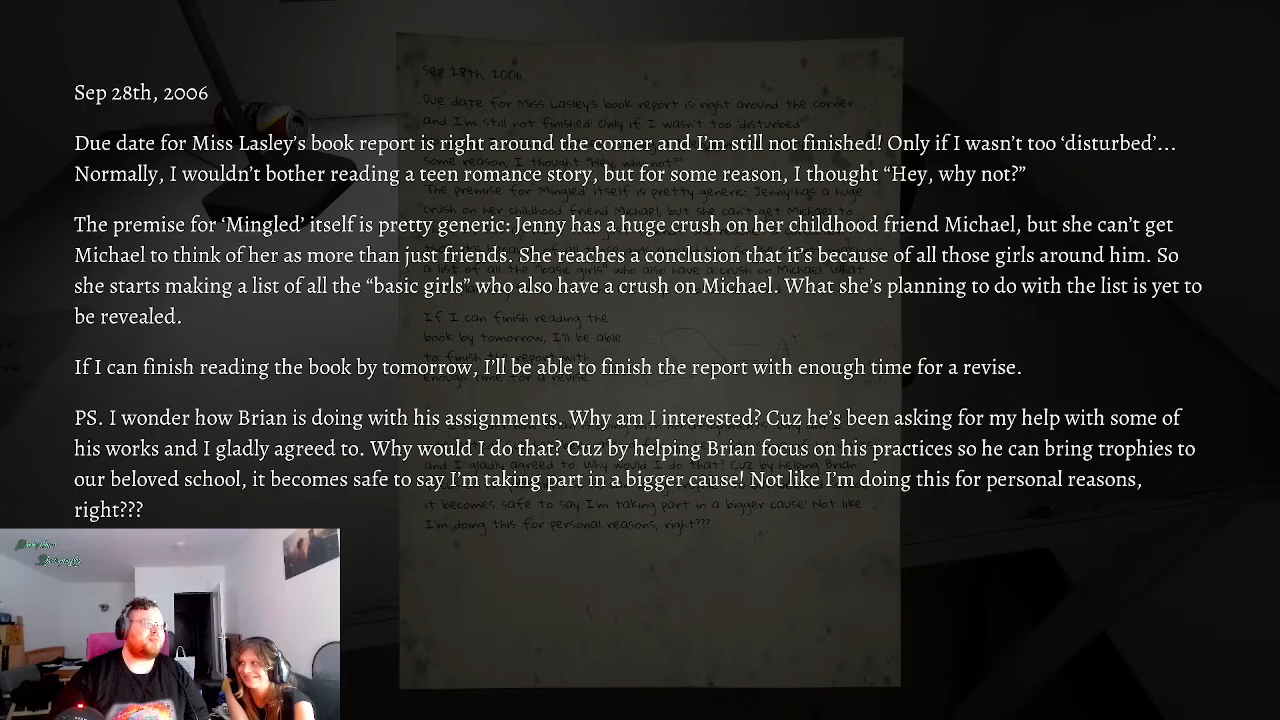 Sep 28th, 2006
Due date for Miss Lasley's book report is right around the corner and I'm still not finished! Only if I wasn't too ‘disturbed’...
Normally, I wouldn't bother reading a teen romance story, but for some reason, I thought “Hey, why not?”
The premise for ‘Mingled’ itself is pretty generic: Jenny has a huge crush on her childhood friend Michael, but she can't get
Michael to think of her as more than just friends. She reaches a conclusion that it's because of all those girls around him. So
she starts making a list of all the “basic girls” who also have a crush on Michael. What she's planning to do with the list is yet to
be revealed.
If I can finish reading the book by tomorrow, I'll be able to finish the report with enough time for a revise.
PS. I wonder how Brian is doing with his assignments. Why am I interested? Cuz he's been asking for my help with some of
his works and I gladly agreed to. Why would I do that? Cuz by helping Brian focus on his practices so he can bring trophies to
our beloved school, it becomes safe to say I'm taking part in a bigger cause! Not like I'm doing this for personal reasons,
right???